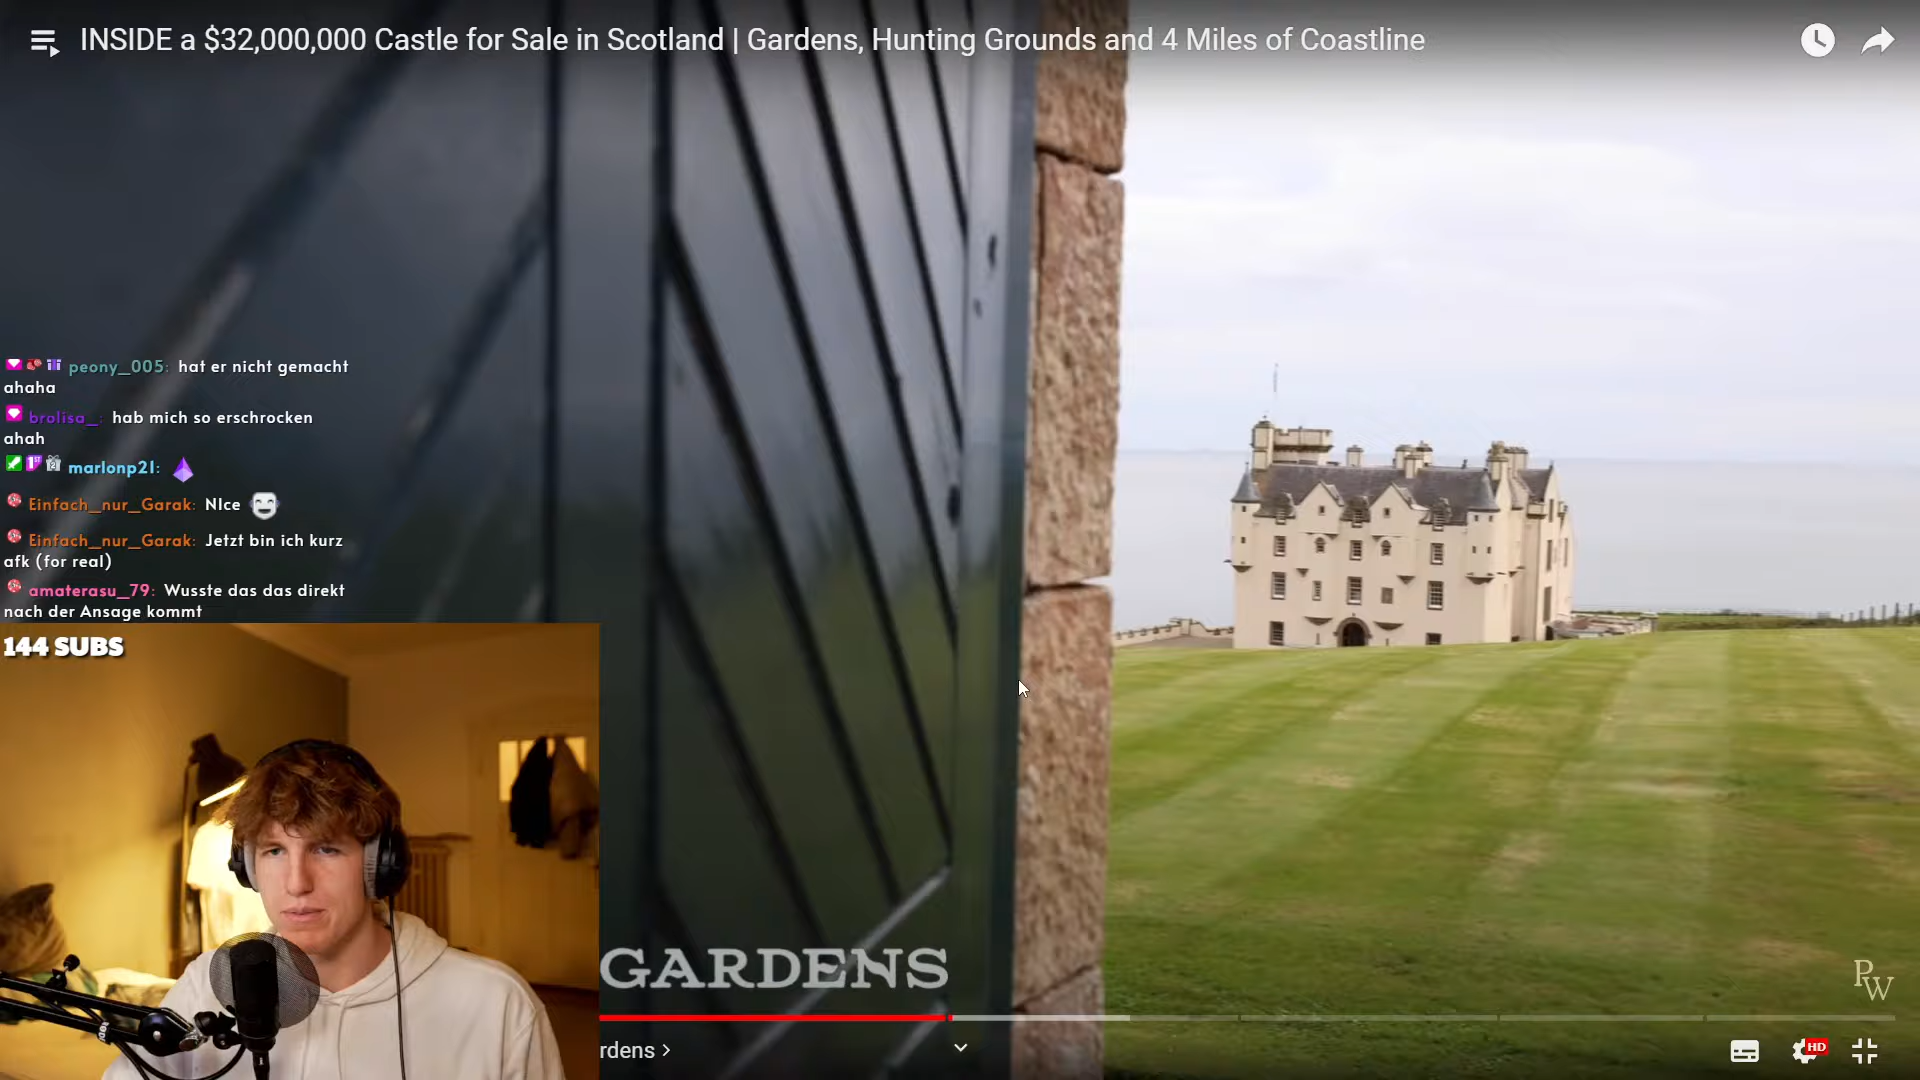 INSIDE a $32,000,000 Castle for Sale in Scotland | Gardens, Hunting Grounds and 4 Miles of Coastline
peony_005: hat er nicht gemacht
ahaha
brolisa_: hab mich so erschrocken
ahah
marlonp21:
Einfach_nur_Garak: NIce
Einfach_nur_Garak: Jetzt bin ich kurz
afk (for real)
amaterasu_79: Wusste das das direkt
nach der Ansage kommt
144 SUBS
GARDENS
PW
rdens >
HD